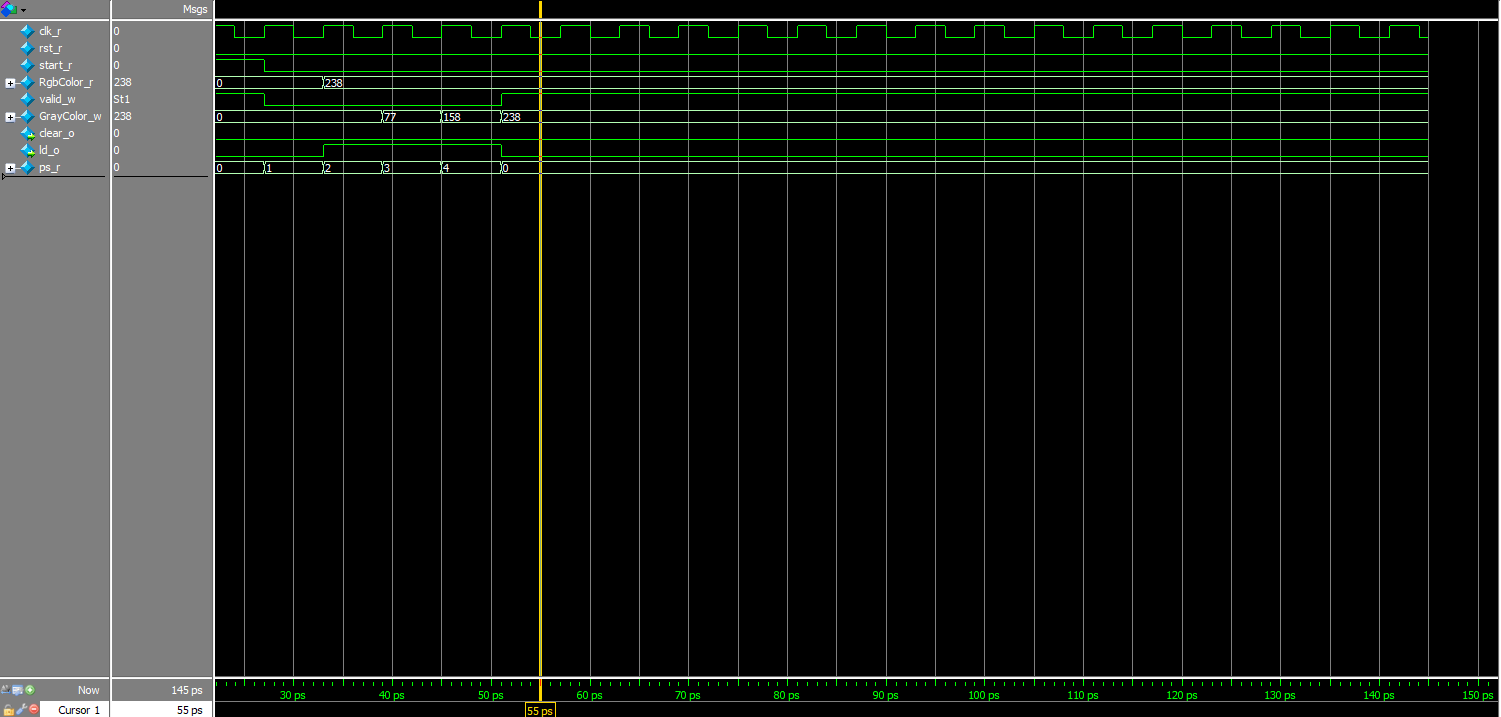 Msgs
clk_r 0
rst_r 0
start_r 0
RgbColor_r 238 0 238
valid_w St1
GrayColor_w 238 0 77 158 238
clear_o 0
ld_o 0
ps_r 0 0 1 2 3 4 0
Now 145 ps 30 ps 40 ps 50 ps 60 ps 70 ps 80 ps 90 ps 100 ps 110 ps 120 ps 130 ps 140 ps 150 ps
Cursor 1 55 ps 55 ps